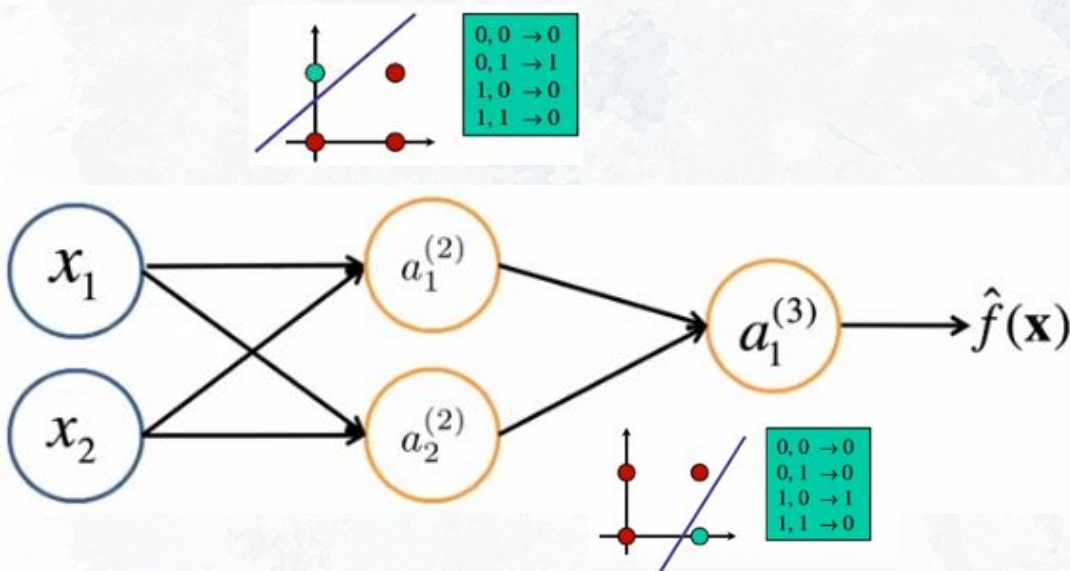 0, 0 → 0
0, 1 → 1
1, 0 → 0
1, 1 → 0
x₁
a₁⁽²⁾
x₂
a₂⁽²⁾
a₁⁽³⁾
f̂(𝐱)
0, 0 → 0
0, 1 → 0
1, 0 → 1
1, 1 → 0